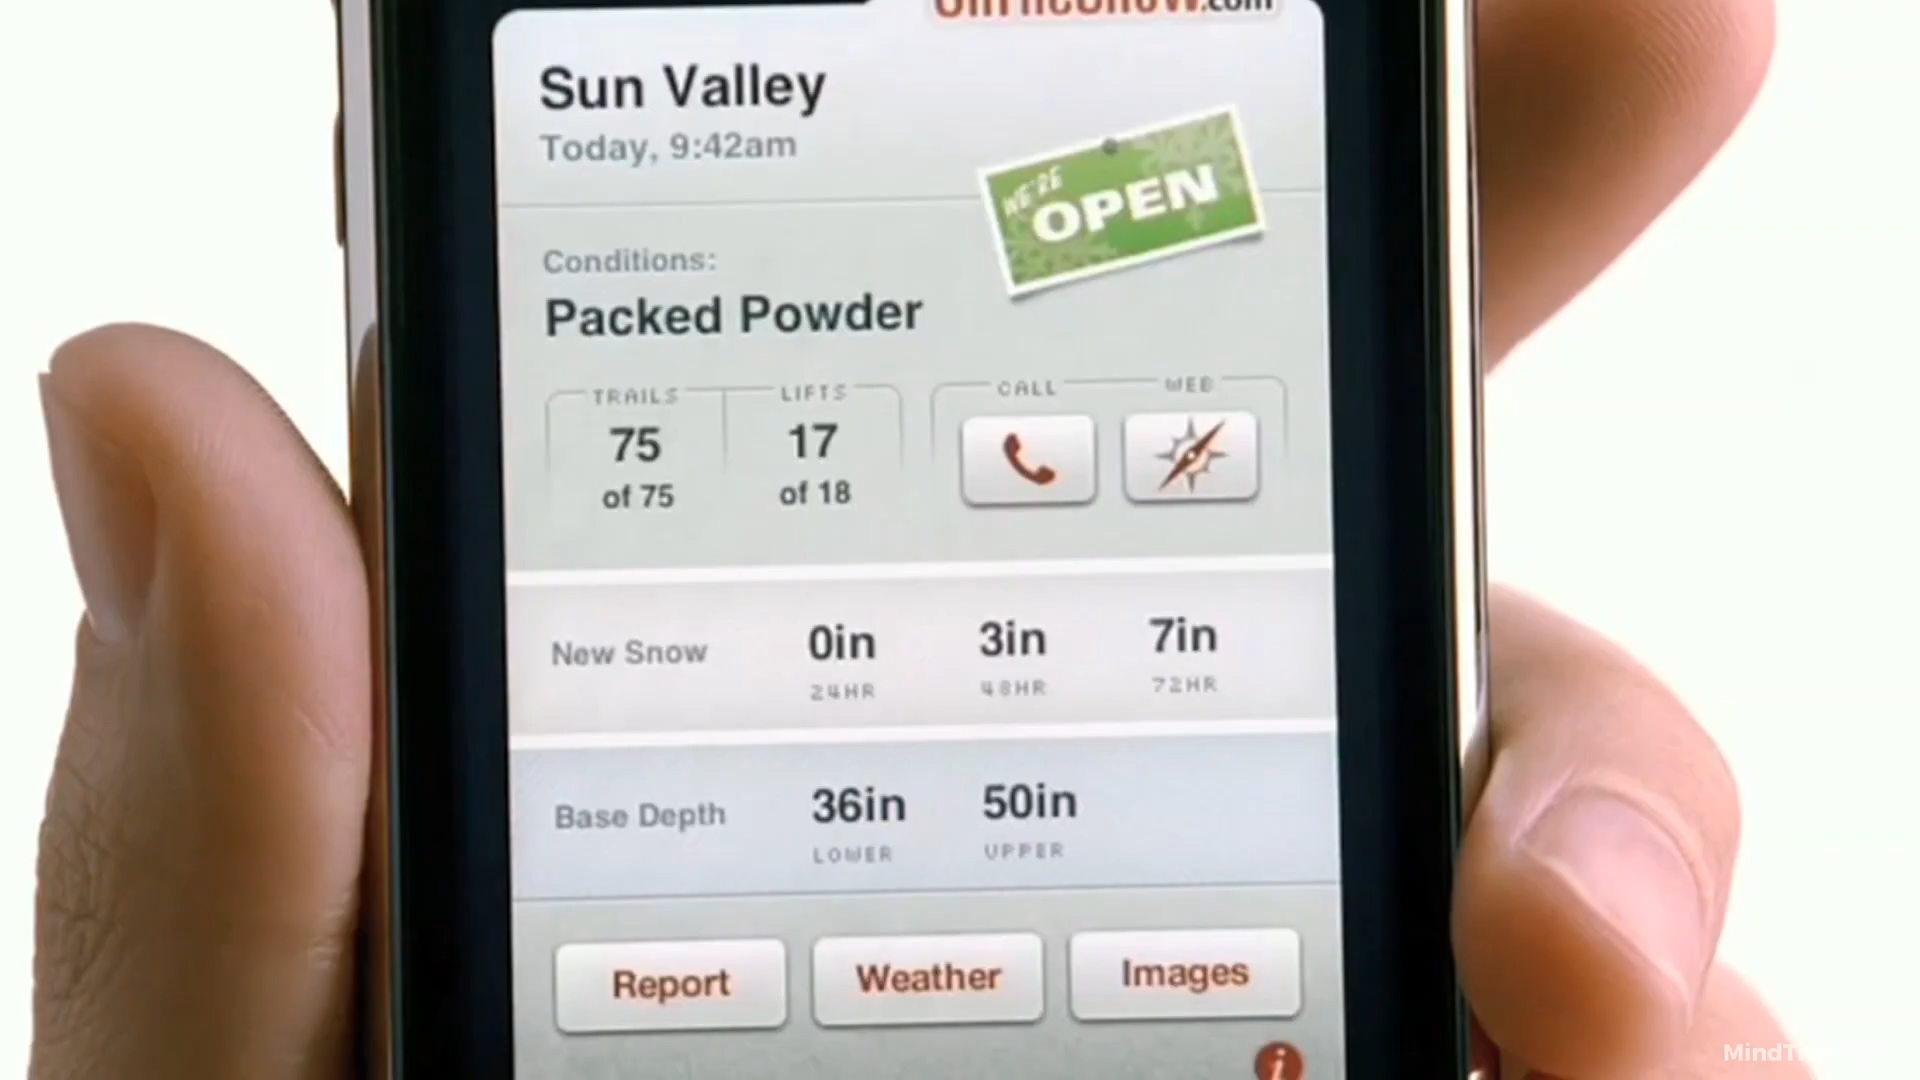 OnTheSnow.com
Sun Valley
Today, 9:42am
WE'RE
OPEN
Conditions:
Packed Powder
TRAILS LIFTS CALL WEB
75 17
of 75 of 18
New Snow 0in 3in 7in
24HR 48HR 72HR
Base Depth 36in 50in
LOWER UPPER
Report Weather Images
i